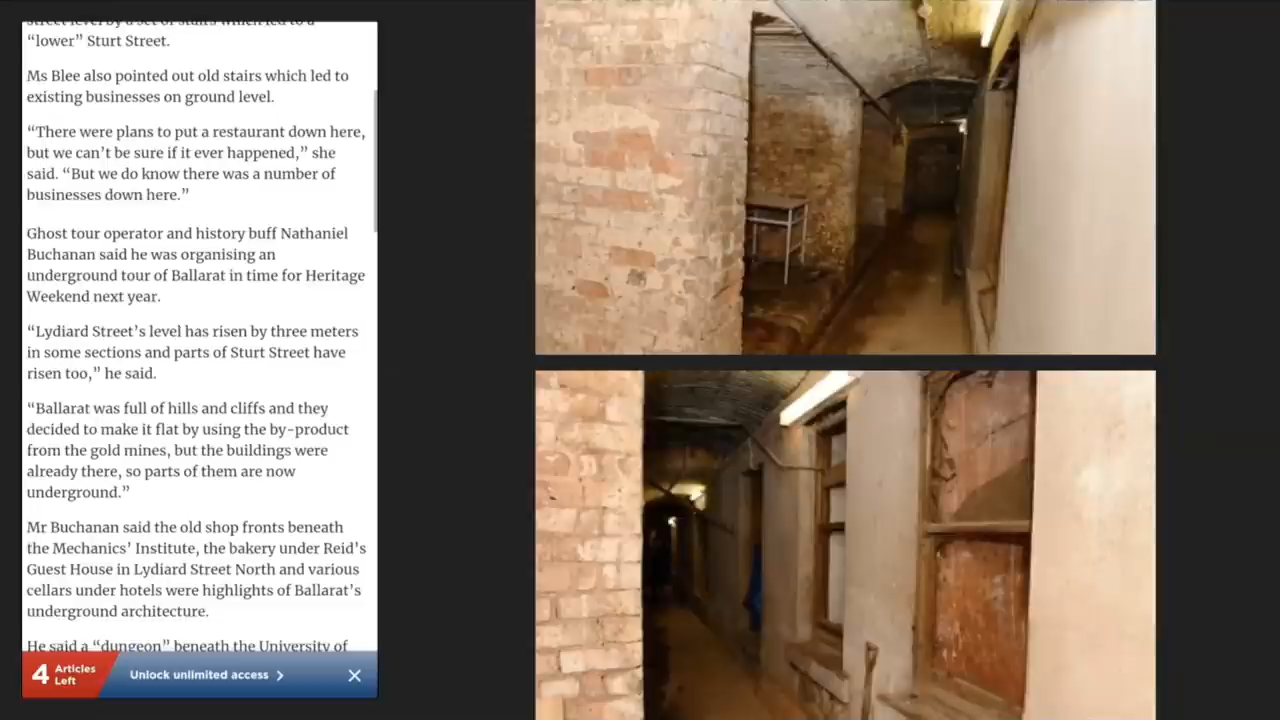 street level by a set of stairs which led to a
“lower” Sturt Street.
Ms Blee also pointed out old stairs which led to
existing businesses on ground level.
“There were plans to put a restaurant down here,
but we can’t be sure if it ever happened,” she
said. “But we do know there was a number of
businesses down here.”
Ghost tour operator and history buff Nathaniel
Buchanan said he was organising an
underground tour of Ballarat in time for Heritage
Weekend next year.
“Lydiard Street’s level has risen by three meters
in some sections and parts of Sturt Street have
risen too,” he said.
“Ballarat was full of hills and cliffs and they
decided to make it flat by using the by-product
from the gold mines, but the buildings were
already there, so parts of them are now
underground.”
Mr Buchanan said the old shop fronts beneath
the Mechanics’ Institute, the bakery under Reid’s
Guest House in Lydiard Street North and various
cellars under hotels were highlights of Ballarat’s
underground architecture.
He said a “dungeon” beneath the University of
4 Articles Left
Unlock unlimited access